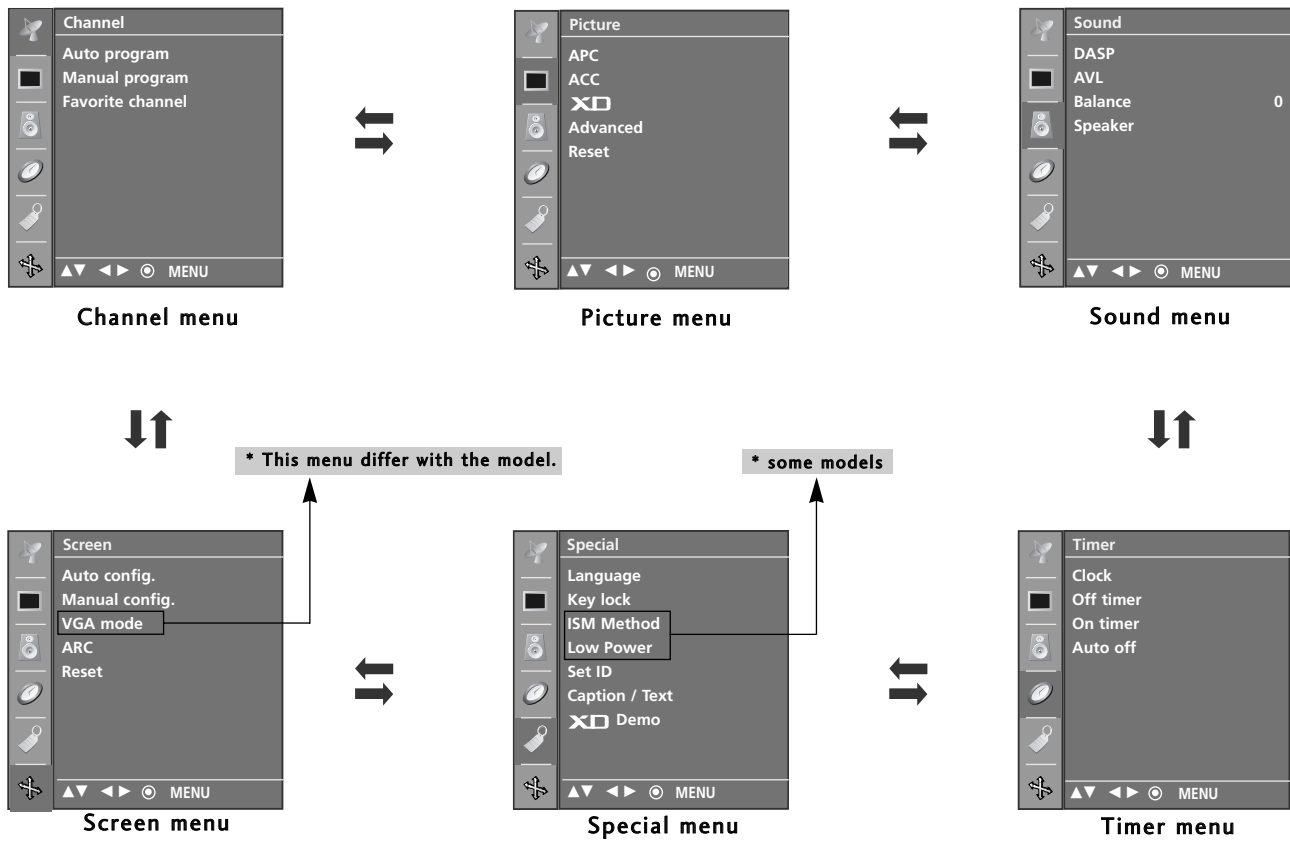 Channel
Auto program
Manual program
Favorite channel
MENU
Channel menu
Picture
APC
ACC
XD
Advanced
Reset
MENU
Picture menu
Sound
DASP
AVL
Balance 0
Speaker
MENU
Sound menu
* This menu differ with the model.
* some models
Screen
Auto config.
Manual config.
VGA mode
ARC
Reset
MENU
Screen menu
Special
Language
Key lock
ISM Method
Low Power
Set ID
Caption / Text
XD Demo
MENU
Special menu
Timer
Clock
Off timer
On timer
Auto off
MENU
Timer menu